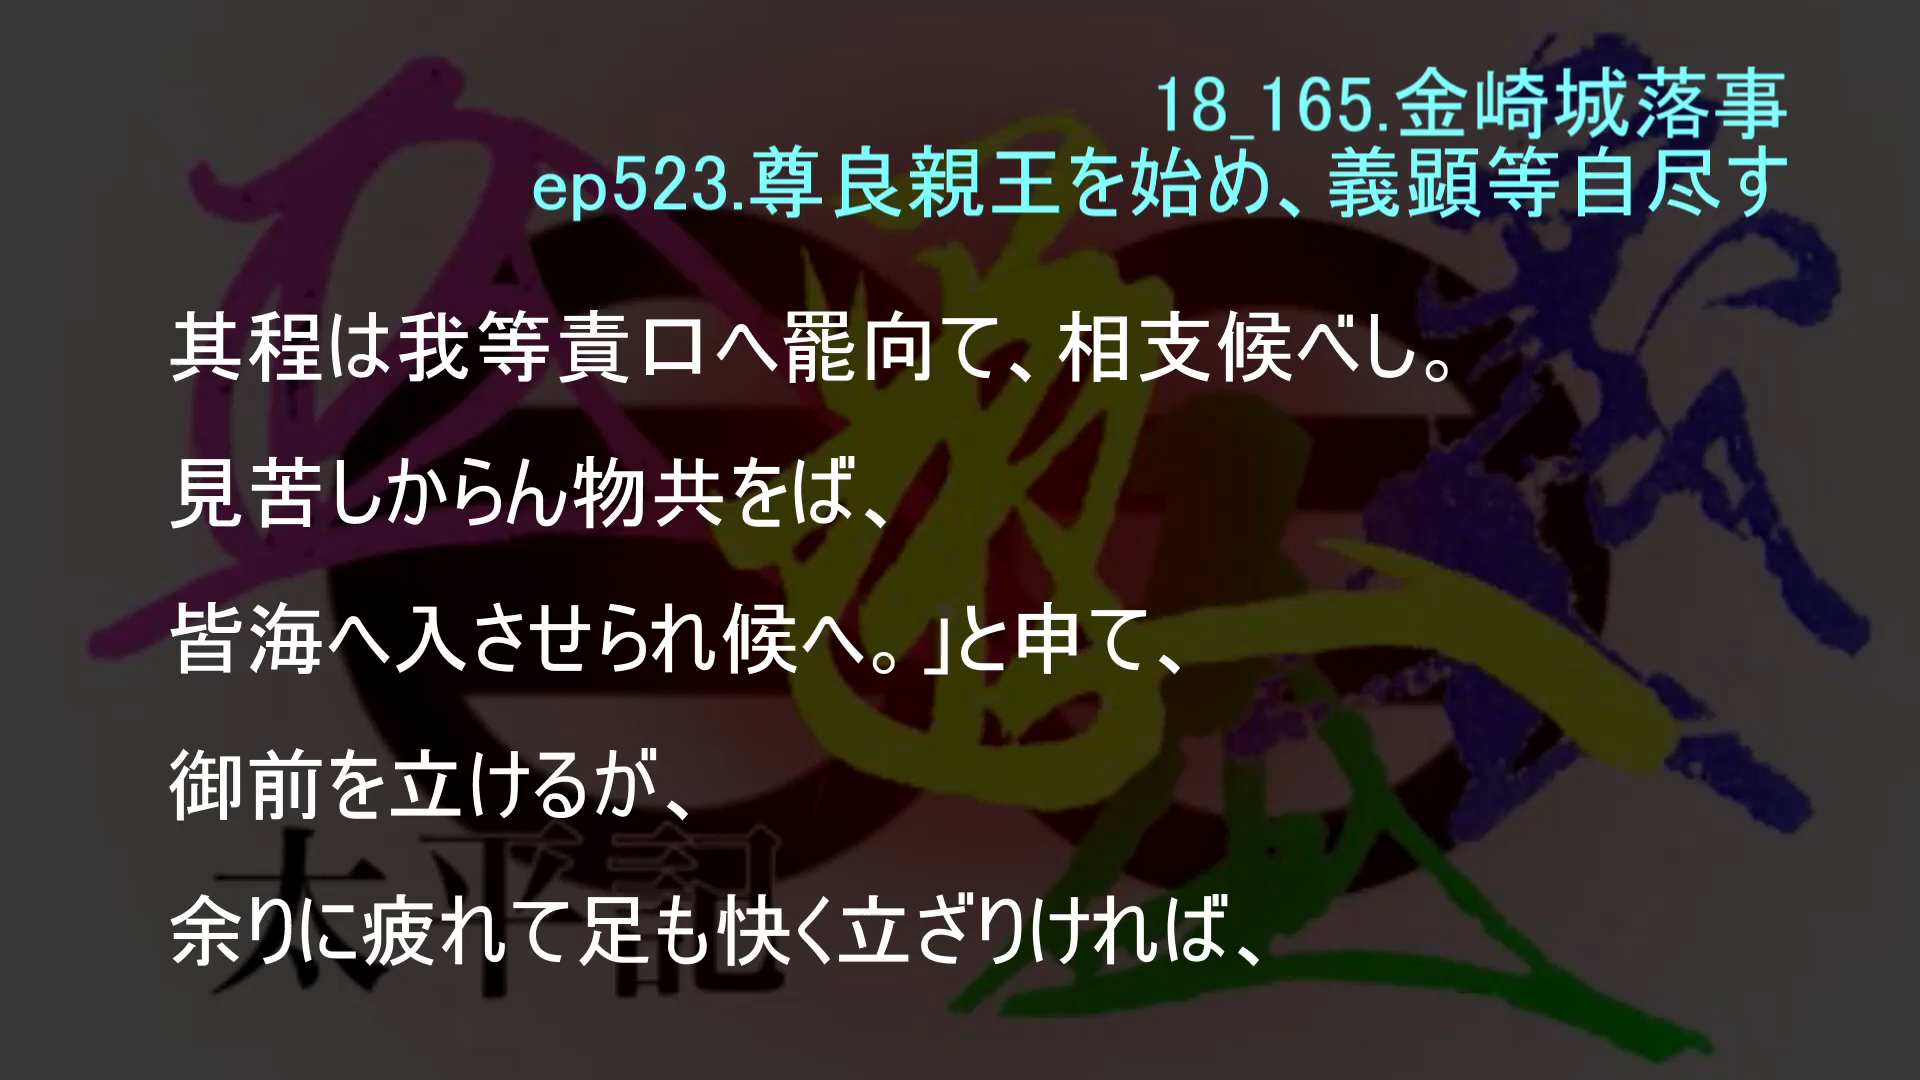 18_165.金崎城落事
ep523.尊良親王を始め、義顕等自尽す
其程は我等責口へ罷向て、相支候べし。
見苦しからん物共をば、
皆海へ入させられ候へ。」と申て、
御前を立けるが、
余りに疲れて足も快く立ざりければ、
太平記